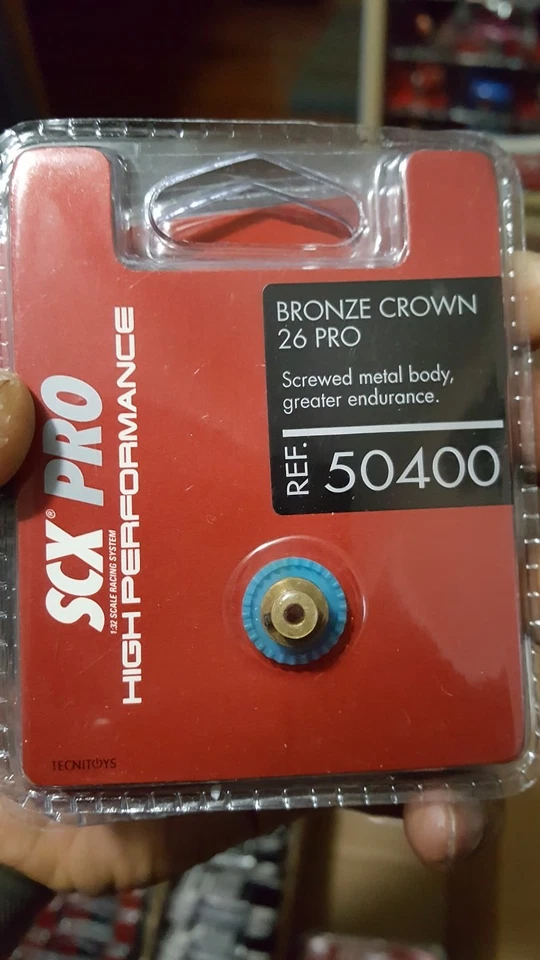 BRONZE CROWN
26 PRO
Screwed metal body,
greater endurance.
REF. 50400
SCX® PRO
1:32 SCALE RACING SYSTEM
HIGH PERFORMANCE
TECNITOYS